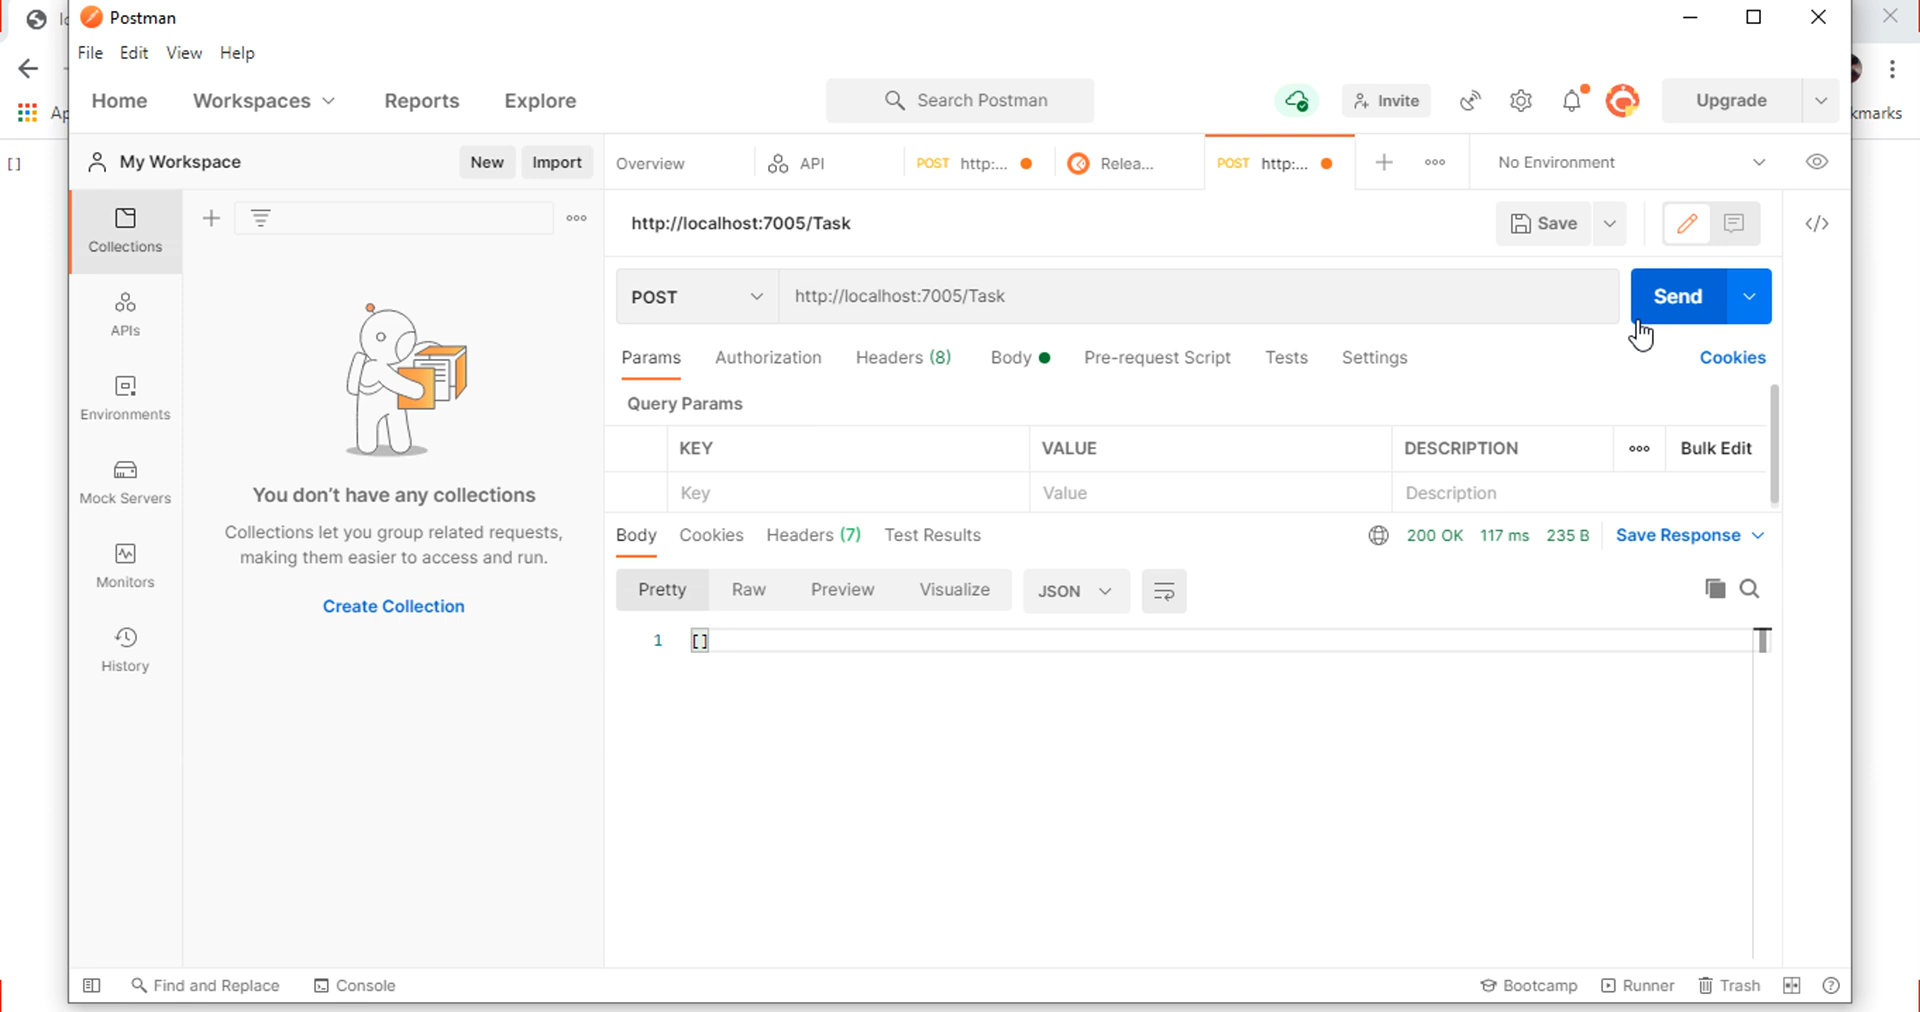 Postman
File Edit View Help
Home Workspaces Reports Explore Search Postman Invite Upgrade
kmarks
[]
My Workspace New Import Overview API POST http:... Relea... POST http:... No Environment
Collections
http://localhost:7005/Task Save </>
POST http://localhost:7005/Task Send
APIs
Params Authorization Headers (8) Body Pre-request Script Tests Settings Cookies
Environments
Query Params
KEY VALUE DESCRIPTION Bulk Edit
Mock Servers
Key Value Description
You don't have any collections
Collections let you group related requests,
making them easier to access and run.
Create Collection
Monitors
History
Body Cookies Headers (7) Test Results 200 OK 117 ms 235 B Save Response
Pretty Raw Preview Visualize JSON
1 []
Find and Replace Console Bootcamp Runner Trash